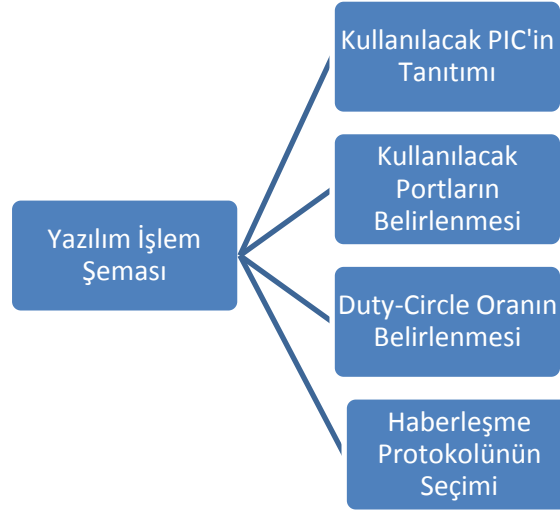 Yazılım İşlem
Şeması
Kullanılacak PIC'in
Tanıtımı
Kullanılacak
Portların
Belirlenmesi
Duty-Circle Oranın
Belirlenmesi
Haberleşme
Protokolünün
Seçimi